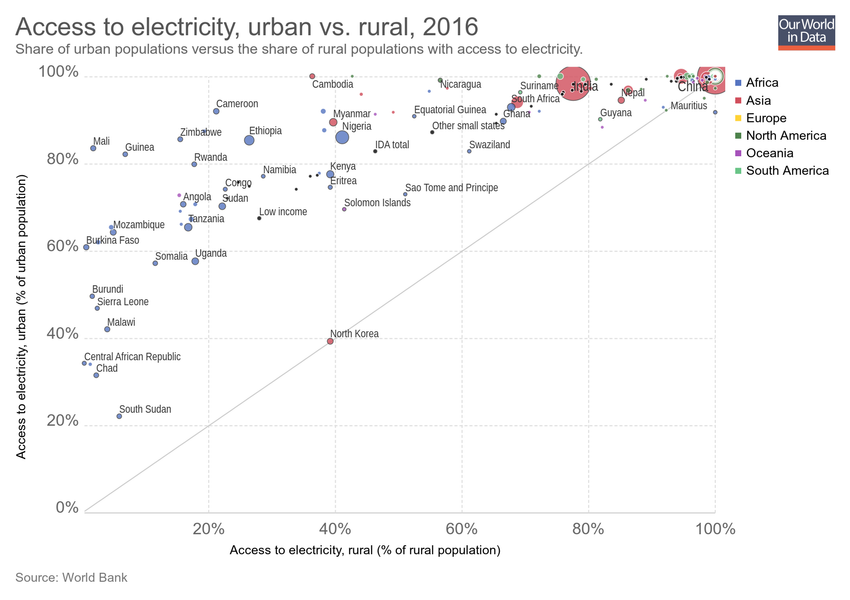 Access to electricity, urban vs. rural, 2016
Share of urban populations versus the share of rural populations with access to electricity.
Our World
in Data
100%
80%
60%
40%
20%
0%
Access to electricity, urban (% of urban population)
Cambodia
Nicaragua
Suriname
India
China
Cameroon
Myanmar
Equatorial Guinea
South Africa
Nepal
Mauritius
Zimbabwe
Ethiopia
Nigeria
Other small states
Ghana
Guyana
Mali
Guinea
IDA total
Swaziland
Rwanda
Namibia
Kenya
Congo
Eritrea
Sao Tome and Principe
Angola
Sudan
Solomon Islands
Mozambique
Tanzania
Low income
Burkina Faso
Somalia
Uganda
Burundi
Sierra Leone
Malawi
North Korea
Central African Republic
Chad
South Sudan
20%
40%
60%
80%
100%
Access to electricity, rural (% of rural population)
Africa
Asia
Europe
North America
Oceania
South America
Source: World Bank